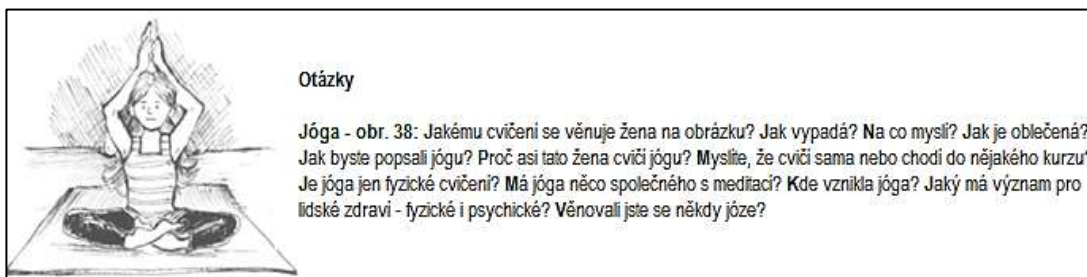 Otázky
Jóga - obr. 38: Jakému cvičení se věnuje žena na obrázku? Jak vypadá? Na co myslí? Jak je oblečená?
Jak byste popsali jógu? Proč asi tato žena cvičí jógu? Myslíte, že cvičí sama nebo chodí do nějakého kurzu?
Je jóga jen fyzické cvičení? Má jóga něco společného s meditací? Kde vznikla jóga? Jaký má význam pro
lidské zdraví - fyzické i psychické? Věnovali jste se někdy józe?